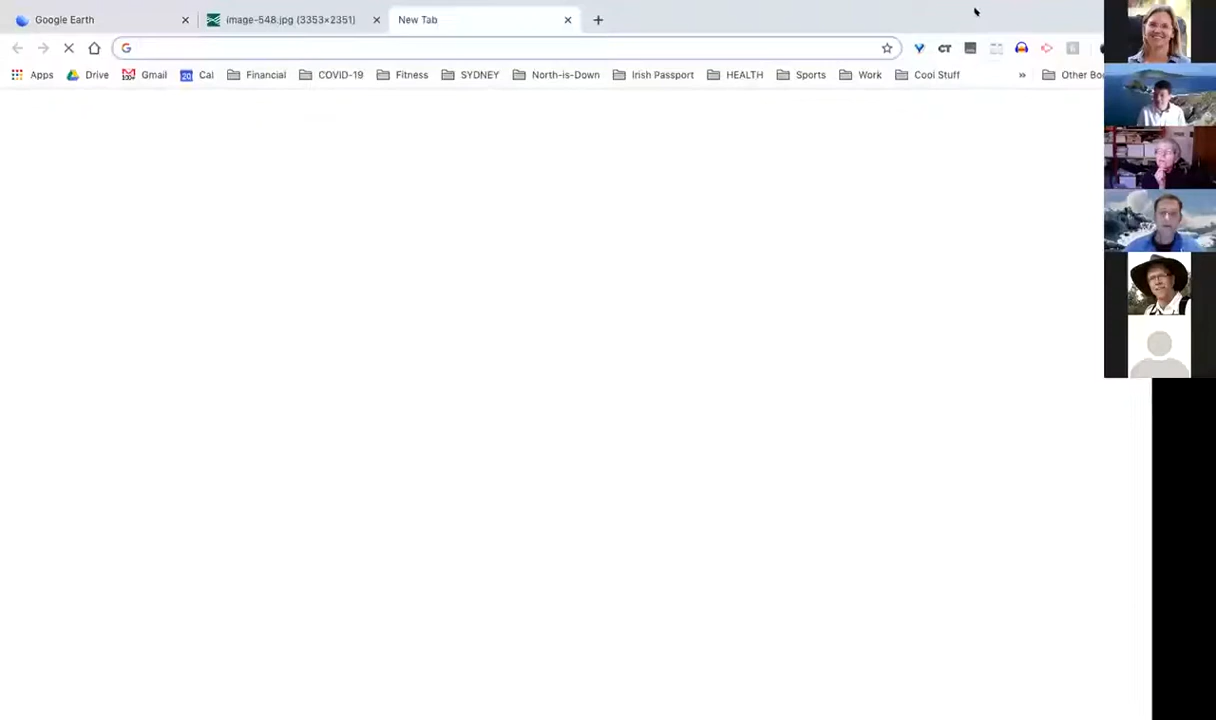 Google Earth
image-548.jpg (3353×2351)
New Tab
Apps
Drive
Gmail
Cal
Financial
COVID-19
Fitness
SYDNEY
North-is-Down
Irish Passport
HEALTH
Sports
Work
Cool Stuff
»
Other Boo